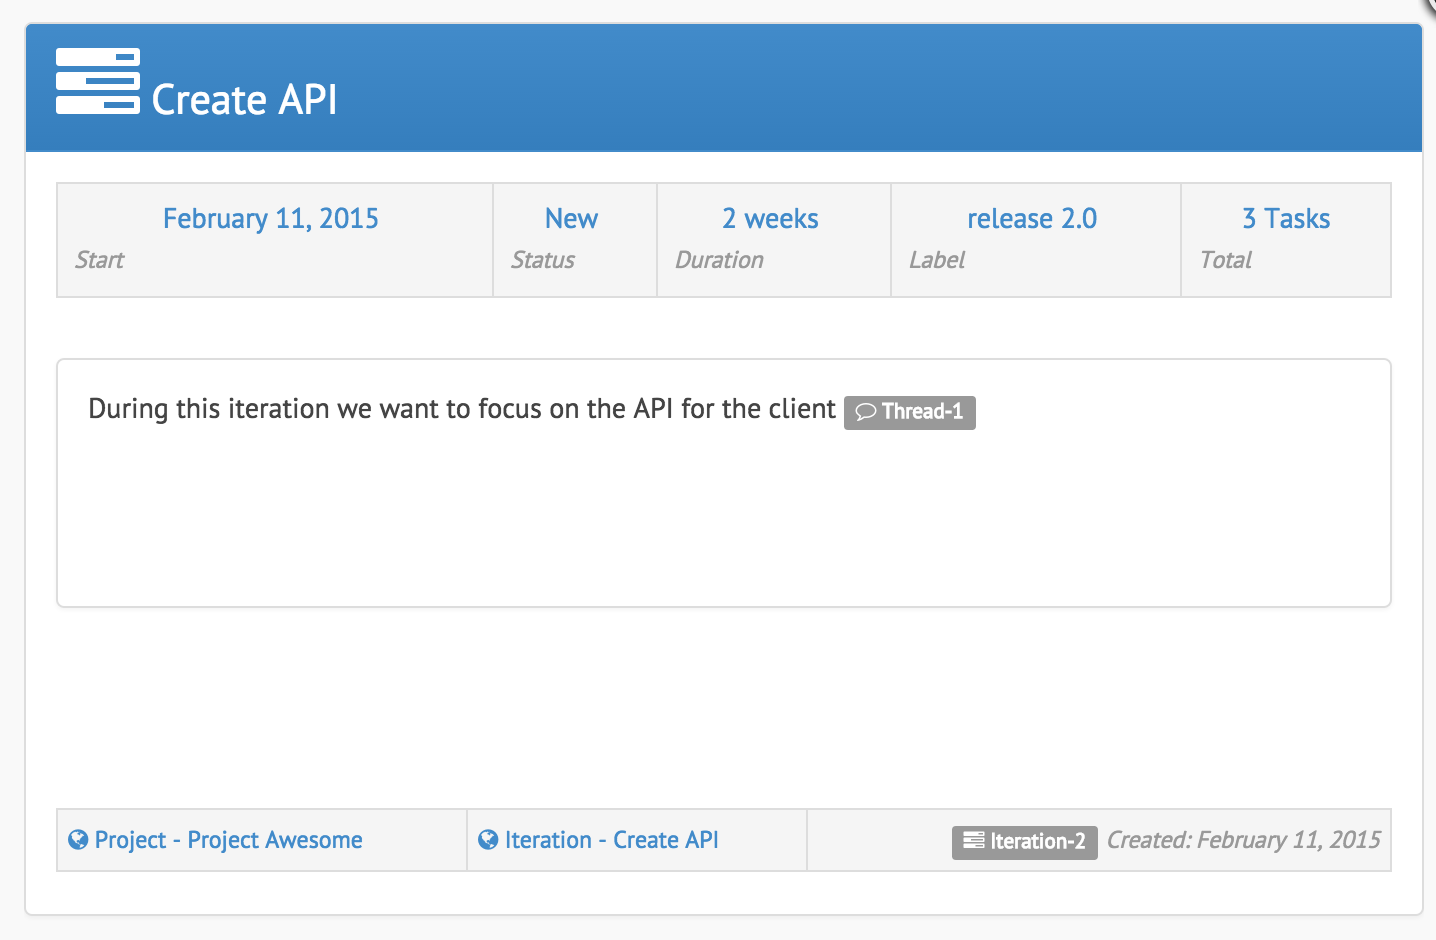 Create API
February 11, 2015
Start
New
Status
2 weeks
Duration
release 2.0
Label
3 Tasks
Total
During this iteration we want to focus on the API for the client Thread-1
Project - Project Awesome
Iteration - Create API
Iteration-2 Created: February 11, 2015